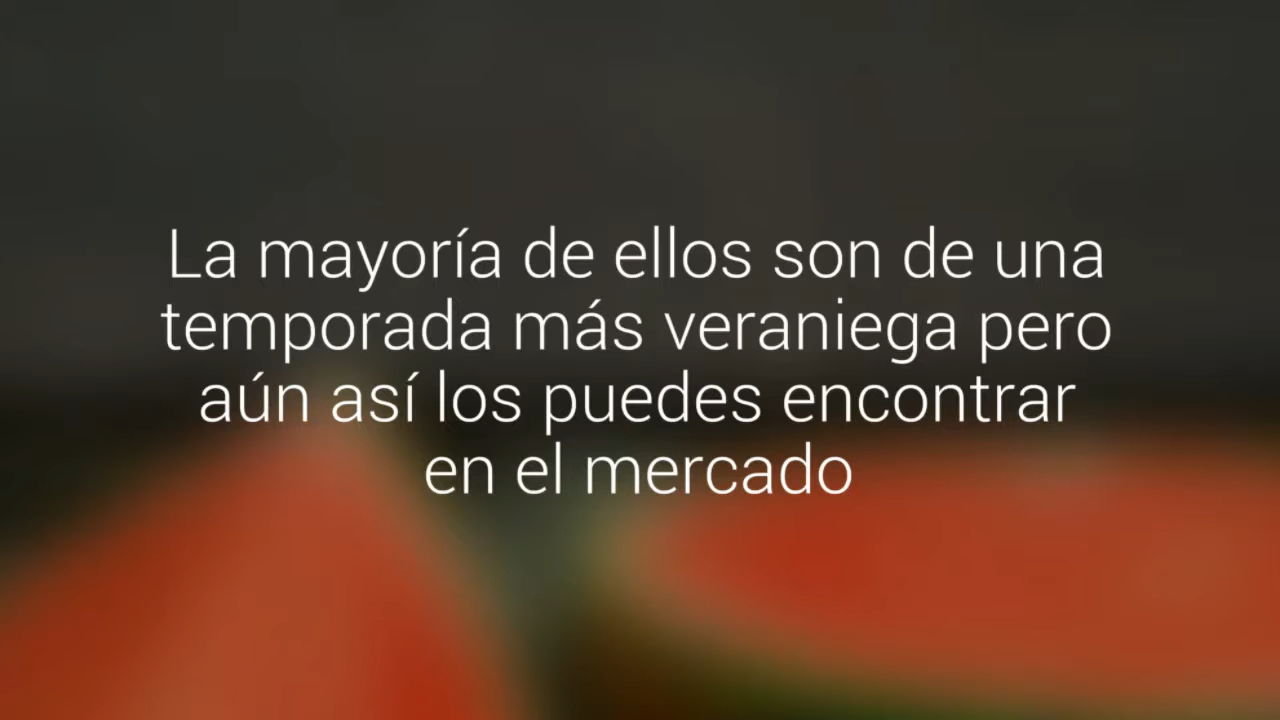 La mayoría de ellos son de una
temporada más veraniega pero
aún así los puedes encontrar
en el mercado